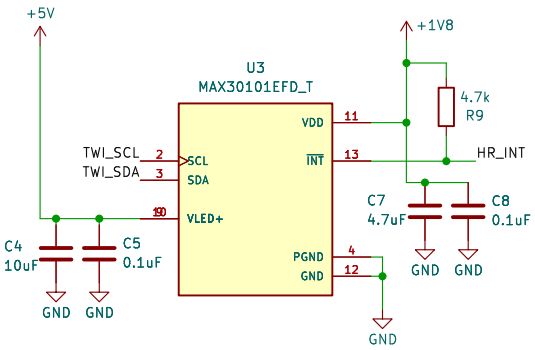 +5V
+1V8
U3
MAX30101EFD_T
4.7k
R9
VDD 11
TWI_SCL 2 SCL
INT 13 HR_INT
TWI_SDA 3 SDA
VLED+
C7
4.7uF
C8
0.1uF
C4
10uF
C5
0.1uF
PGND 4
GND 12
GND
GND
GND
GND
GND